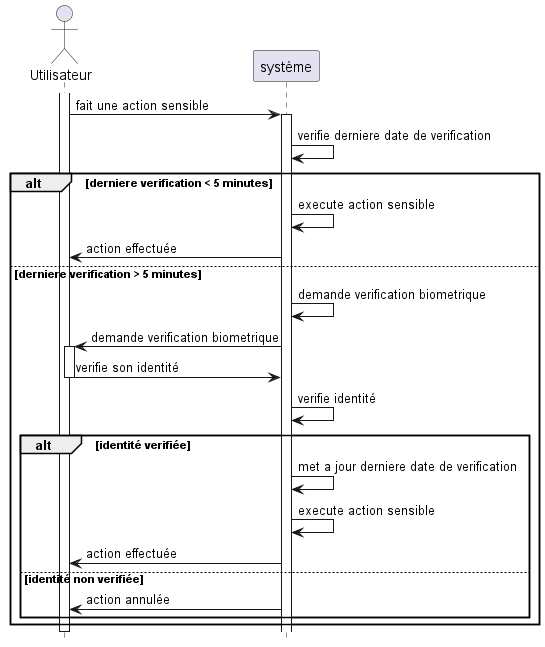 Utilisateur
système
fait une action sensible
verifie derniere date de verification
alt
[derniere verification < 5 minutes]
execute action sensible
action effectuée
[derniere verification > 5 minutes]
demande verification biometrique
demande verification biometrique
verifie son identité
verifie identité
alt
[identité verifiée]
met a jour derniere date de verification
execute action sensible
action effectuée
[identité non verifiée]
action annulée